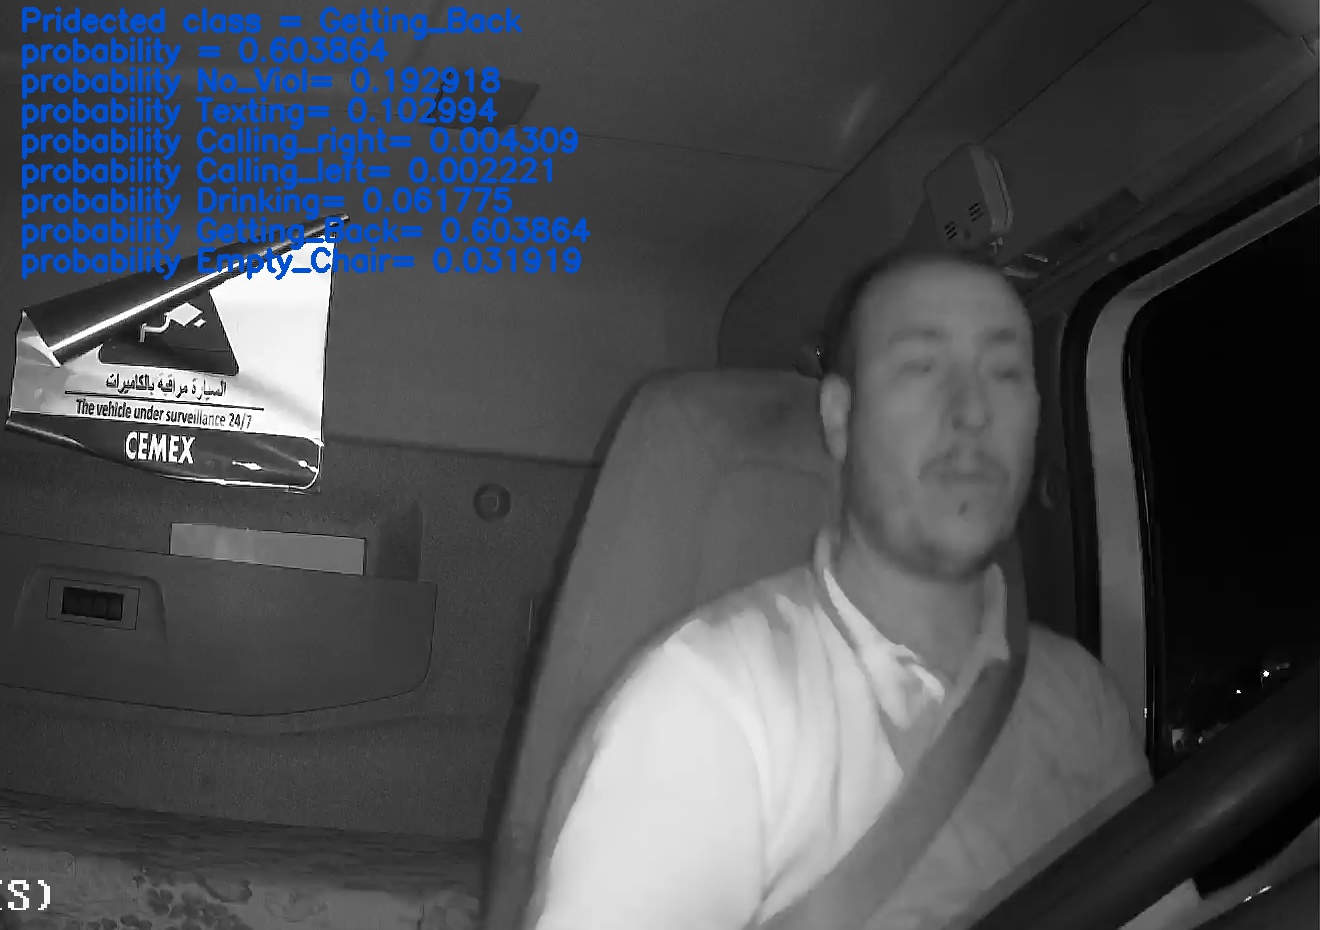 Pridected class = Getting_Back
probability = 0.603864
probability No_Viol= 0.192918
probability Texting= 0.102994
probability Calling_right= 0.004309
probability Calling_left= 0.002221
probability Drinking= 0.061775
probability Getting_Back= 0.603864
probability Empty_Chair= 0.031919
السيارة مراقبة بالكاميرات
The vehicle under surveillance 24/7
CEMEX
S)